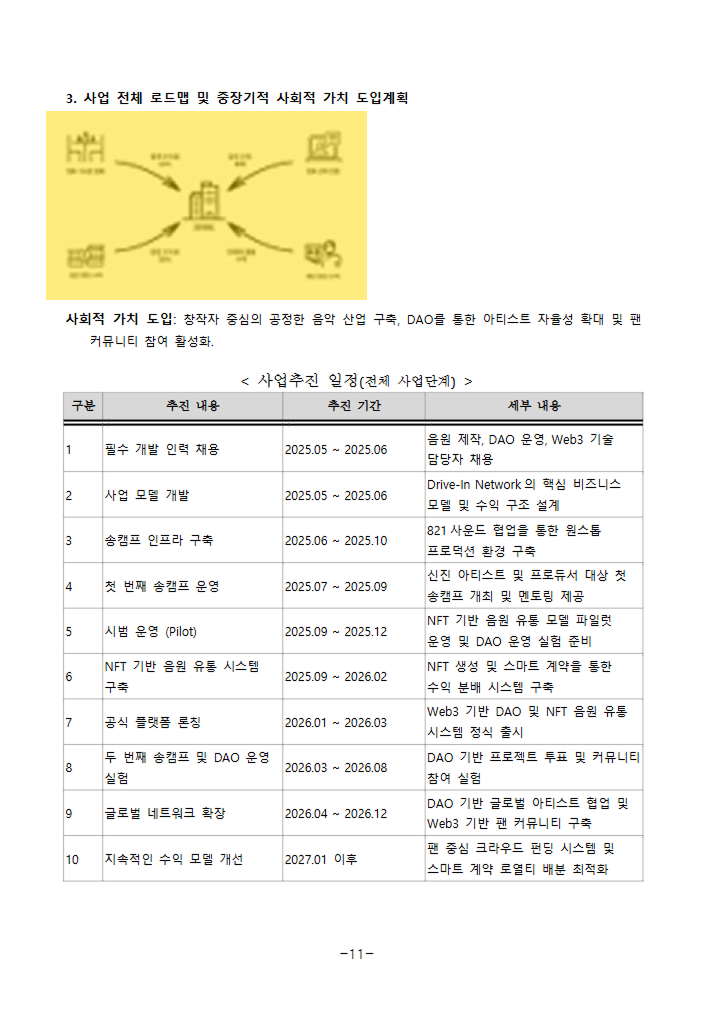 3. 사업 전체 로드맵 및 중장기적 사회적 가치 도입계획
사회적 가치 도입: 창작자 중심의 공정한 음악 산업 구축, DAO를 통한 아티스트 자율성 확대 및 팬
커뮤니티 참여 활성화.
< 사업추진 일정(전체 사업단계) >
구분 추진 내용 추진 기간 세부 내용
1 필수 개발 인력 채용 2025.05 ~ 2025.06 음원 제작, DAO 운영, Web3 기술
담당자 채용
2 사업 모델 개발 2025.05 ~ 2025.06 Drive-In Network의 핵심 비즈니스
모델 및 수익 구조 설계
3 송캠프 인프라 구축 2025.06 ~ 2025.10 821사운드 협업을 통한 원스톱
프로덕션 환경 구축
4 첫 번째 송캠프 운영 2025.07 ~ 2025.09 신진 아티스트 및 프로듀서 대상 첫
송캠프 개최 및 멘토링 제공
5 시범 운영 (Pilot) 2025.09 ~ 2025.12 NFT 기반 음원 유통 모델 파일럿
운영 및 DAO 운영 실험 준비
6 NFT 기반 음원 유통 시스템
구축 2025.09 ~ 2026.02 NFT 생성 및 스마트 계약을 통한
수익 분배 시스템 구축
7 공식 플랫폼 론칭 2026.01 ~ 2026.03 Web3 기반 DAO 및 NFT 음원 유통
시스템 정식 출시
8 두 번째 송캠프 및 DAO 운영
실험 2026.03 ~ 2026.08 DAO 기반 프로젝트 투표 및 커뮤니티
참여 실험
9 글로벌 네트워크 확장 2026.04 ~ 2026.12 DAO 기반 글로벌 아티스트 협업 및
Web3 기반 팬 커뮤니티 구축
10 지속적인 수익 모델 개선 2027.01 이후 팬 중심 크라우드 펀딩 시스템 및
스마트 계약 로열티 배분 최적화
-11-